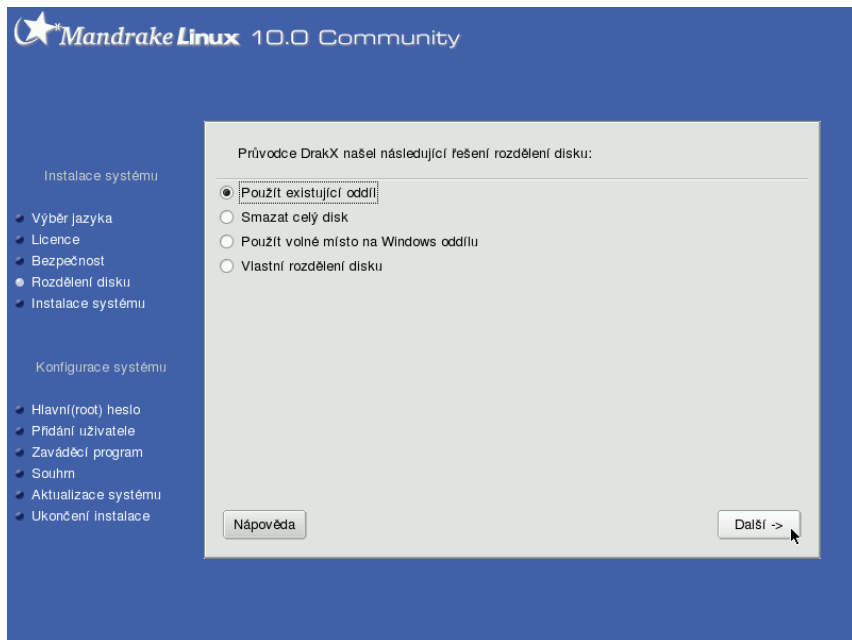 Mandrake Linux 10.0 Community
Instalace systému
Výběr jazyka
Licence
Bezpečnost
Rozdělení disku
Instalace systému
Konfigurace systému
Hlavní(root) heslo
Přidání uživatele
Zaváděcí program
Souhrn
Aktualizace systému
Ukončení instalace
Průvodce DrakX našel následující řešení rozdělení disku:
Použít existující oddíl
Smazat celý disk
Použít volné místo na Windows oddílu
Vlastní rozdělení disku
Nápověda
Další ->